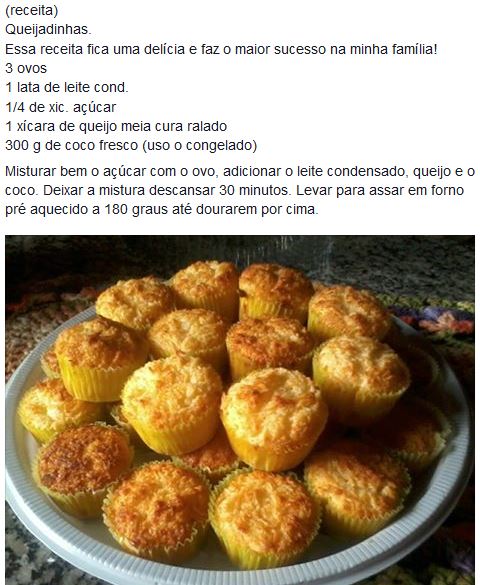 (receita)
Queijadinhas.
Essa receita fica uma delícia e faz o maior sucesso na minha família!
3 ovos
1 lata de leite cond.
1/4 de xic. açúcar
1 xícara de queijo meia cura ralado
300 g de coco fresco (uso o congelado)
Misturar bem o açúcar com o ovo, adicionar o leite condensado, queijo e o
coco. Deixar a mistura descansar 30 minutos. Levar para assar em forno
pré aquecido a 180 graus até dourarem por cima.